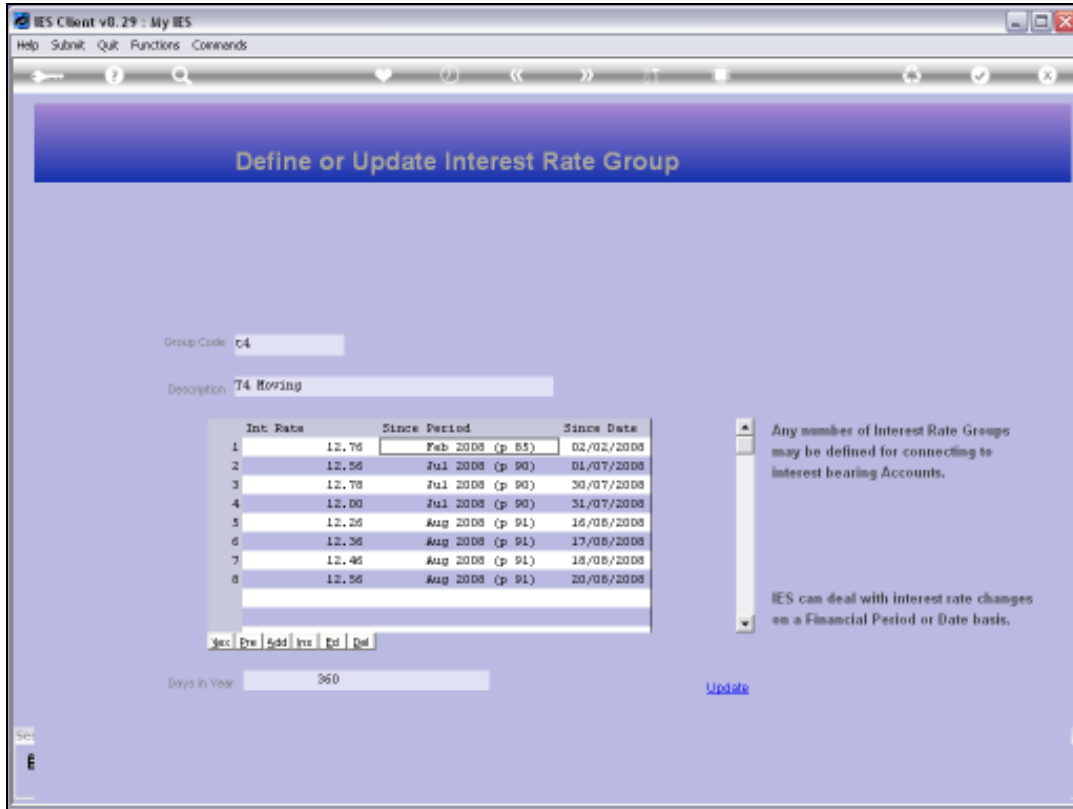 IES Client v8.29 : My IES
Help Submit Quit Functions Commands
Define or Update Interest Rate Group
Group Code t4
Description T4 Moving
Int Rate Since Period Since Date
1 12.76 Feb 2008 (p 85) 02/02/2008
2 12.56 Jul 2008 (p 90) 01/07/2008
3 12.78 Jul 2008 (p 90) 30/07/2008
4 12.00 Jul 2008 (p 90) 31/07/2008
5 12.26 Aug 2008 (p 91) 16/08/2008
6 12.36 Aug 2008 (p 91) 17/08/2008
7 12.46 Aug 2008 (p 91) 18/08/2008
8 12.56 Aug 2008 (p 91) 20/08/2008
Any number of Interest Rate Groups
may be defined for connecting to
interest bearing Accounts.
IES can deal with interest rate changes
on a Financial Period or Date basis.
Nex Pre Add Ins Ed Del
Days in Year 360
Update